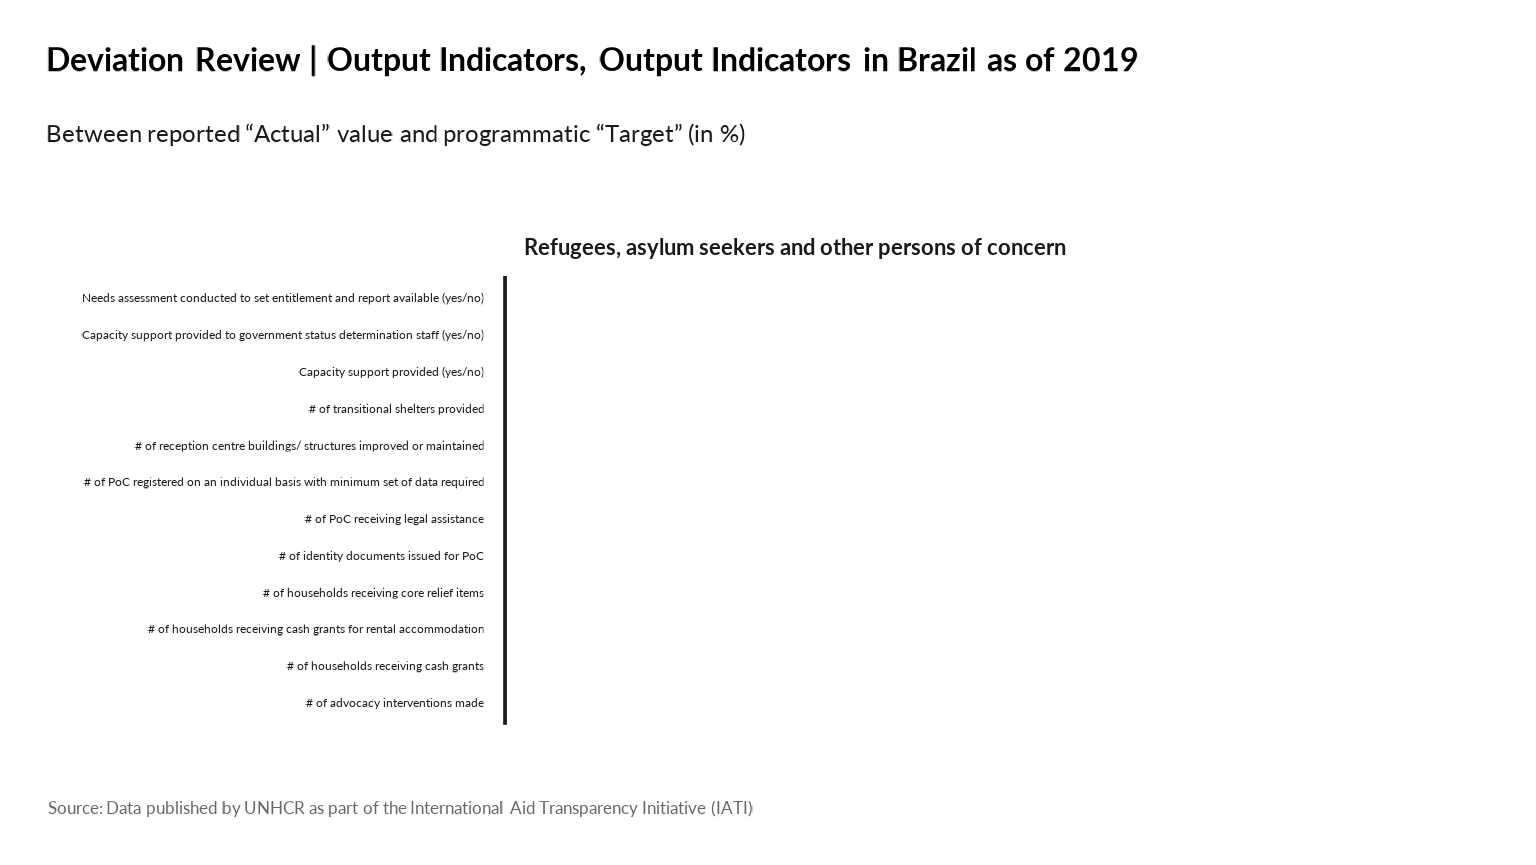 Deviation Review | Output Indicators, Output Indicators in Brazil as of 2019
Between reported “Actual” value and programmatic “Target” (in %)
Refugees, asylum seekers and other persons of concern
Needs assessment conducted to set entitlement and report available (yes/no)
Capacity support provided to government status determination staff (yes/no)
Capacity support provided (yes/no)
# of transitional shelters provided
# of reception centre buildings/ structures improved or maintained
# of PoC registered on an individual basis with minimum set of data required
# of PoC receiving legal assistance
# of identity documents issued for PoC
# of households receiving core relief items
# of households receiving cash grants for rental accommodation
# of households receiving cash grants
# of advocacy interventions made
Source: Data published by UNHCR as part of the International Aid Transparency Initiative (IATI)